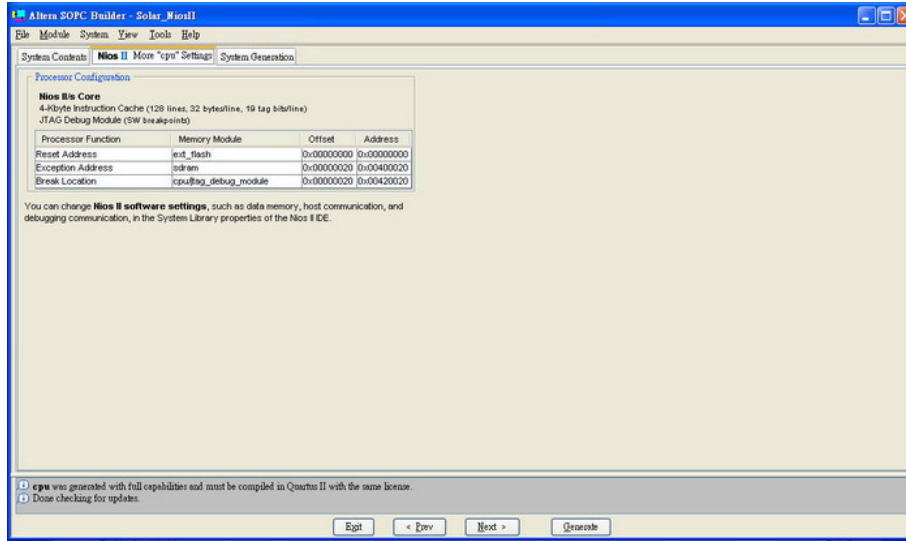 Altera SOPC Builder - Solar_NiosII
File Module System View Tools Help
System Contents Nios II More "cpu" Settings System Generation
Processor Configuration
Nios II/s Core
4-Kbyte Instruction Cache (128 lines, 32 bytes/line, 19 tag bits/line)
JTAG Debug Module (SW breakpoints)
Processor Function Memory Module Offset Address
Reset Address ext_flash 0x00000000 0x00000000
Exception Address sdram 0x00000020 0x00400020
Break Location cpu/jtag_debug_module 0x00000020 0x00420020
You can change Nios II software settings, such as data memory, host communication, and
debugging communication, in the System Library properties of the Nios II IDE.
cpu was generated with full capabilities and must be compiled in Quartus II with the same license.
Done checking for updates.
Exit < Prev Next > Generate